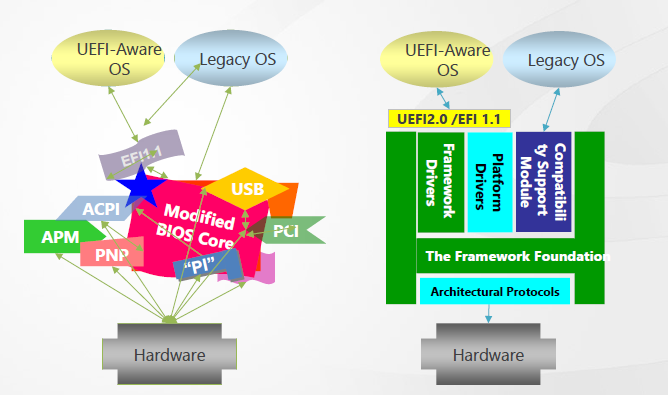 UEFI-Aware
OS
Legacy OS
EFI1.1
USB
ACPI
Modified
BIOS Core
PCI
APM
PNP
“PI”
Hardware
UEFI-Aware
OS
Legacy OS
UEFI2.0 /EFI 1.1
Framework
Drivers
Platform
Drivers
Compatibili
ty Support
Module
The Framework Foundation
Architectural Protocols
Hardware